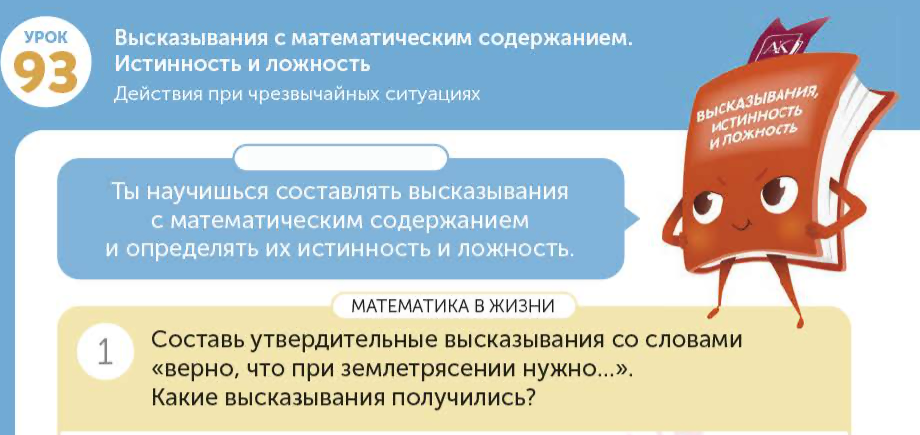 УРОК
93
Высказывания с математическим содержанием.
Истинность и ложность
Действия при чрезвычайных ситуациях
АК
ВЫСКАЗЫВАНИЯ,
ИСТИННОСТЬ
И ЛОЖНОСТЬ
Ты научишься составлять высказывания
с математическим содержанием
и определять их истинность и ложность.
МАТЕМАТИКА В ЖИЗНИ
1
Составь утвердительные высказывания со словами
«верно, что при землетрясении нужно...».
Какие высказывания получились?